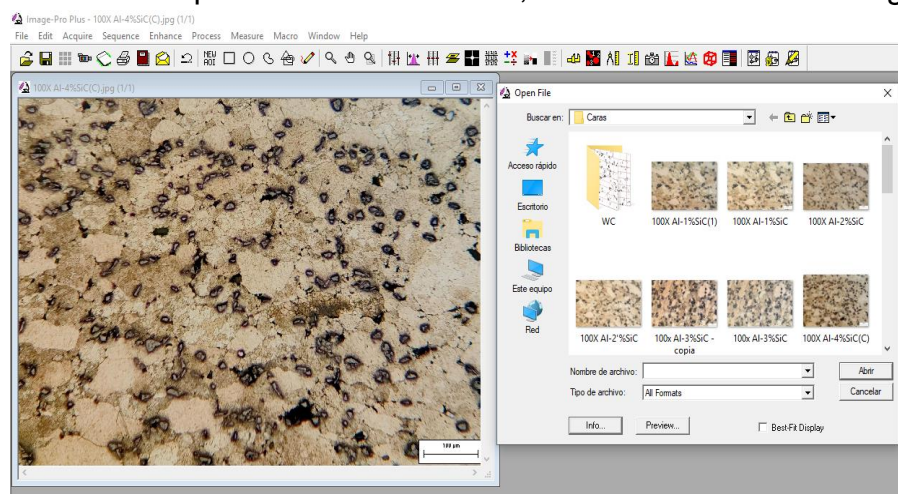 Image-Pro Plus - 100X Al-4%SiC(C).jpg (1/1)
File Edit Acquire Sequence Enhance Process Measure Macro Window Help
NEW
AOI
100X Al-4%SiC(C).jpg (1/1)
100 µm
Open File
Buscar en: Caras
Acceso rápido
Escritorio
Bibliotecas
Este equipo
Red
WC
100X Al-1%SiC(1)
100X Al-1%SiC
100X Al-2%SiC
100X Al-2'%SiC
100x Al-3%SiC - copia
100x Al-3%SiC
100X Al-4%SiC(C)
Nombre de archivo:
Abrir
Tipo de archivo: All Formats
Cancelar
Info...
Preview...
Best-Fit Display